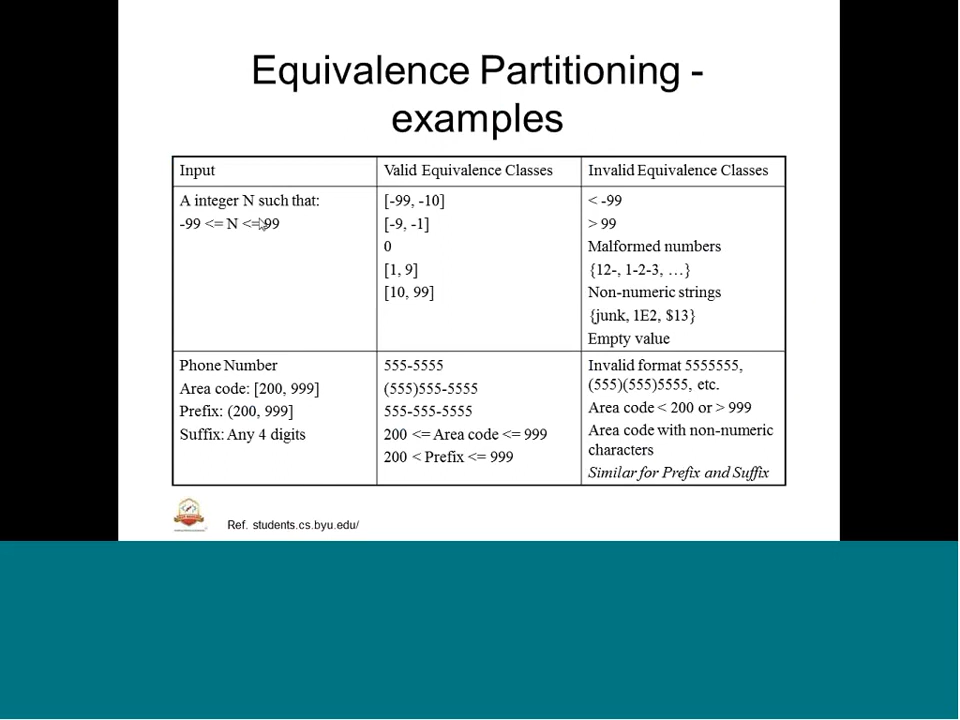 Equivalence Partitioning -
examples
Input
Valid Equivalence Classes
Invalid Equivalence Classes
A integer N such that:
-99 <= N <= 99
[-99, -10]
[-9, -1]
0
[1, 9]
[10, 99]
< -99
> 99
Malformed numbers
{12-, 1-2-3, …}
Non-numeric strings
{junk, 1E2, $13}
Empty value
Phone Number
Area code: [200, 999]
Prefix: (200, 999]
Suffix: Any 4 digits
555-5555
(555)555-5555
555-555-5555
200 <= Area code <= 999
200 < Prefix <= 999
Invalid format 5555555,
(555)(555)5555, etc.
Area code < 200 or > 999
Area code with non-numeric
characters
Similar for Prefix and Suffix
Ref. students.cs.byu.edu/